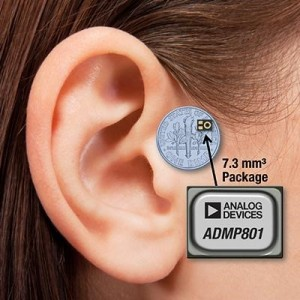 7.3 mm³
Package
ANALOG
DEVICES
ADMP801